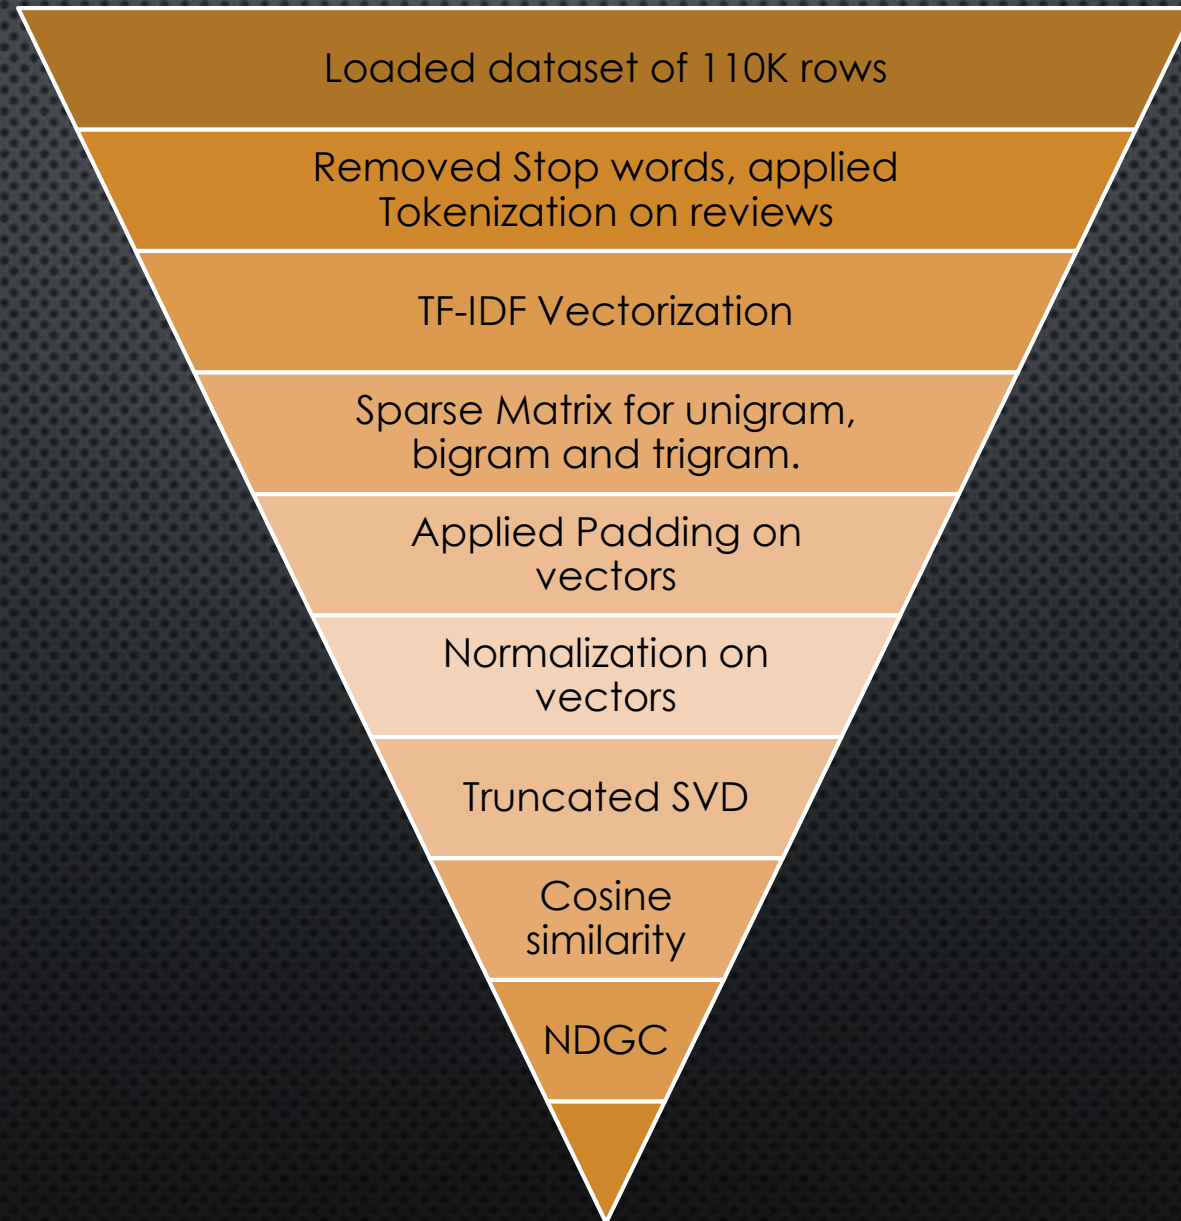 Loaded dataset of 110K rows
Removed Stop words, applied
Tokenization on reviews
TF-IDF Vectorization
Sparse Matrix for unigram,
bigram and trigram.
Applied Padding on
vectors
Normalization on
vectors
Truncated SVD
Cosine
similarity
NDGC